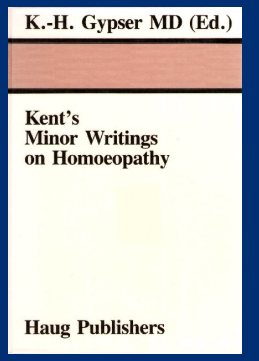 K.-H. Gypser MD (Ed.)
Kent's
Minor Writings
on Homoeopathy
Haug Publishers